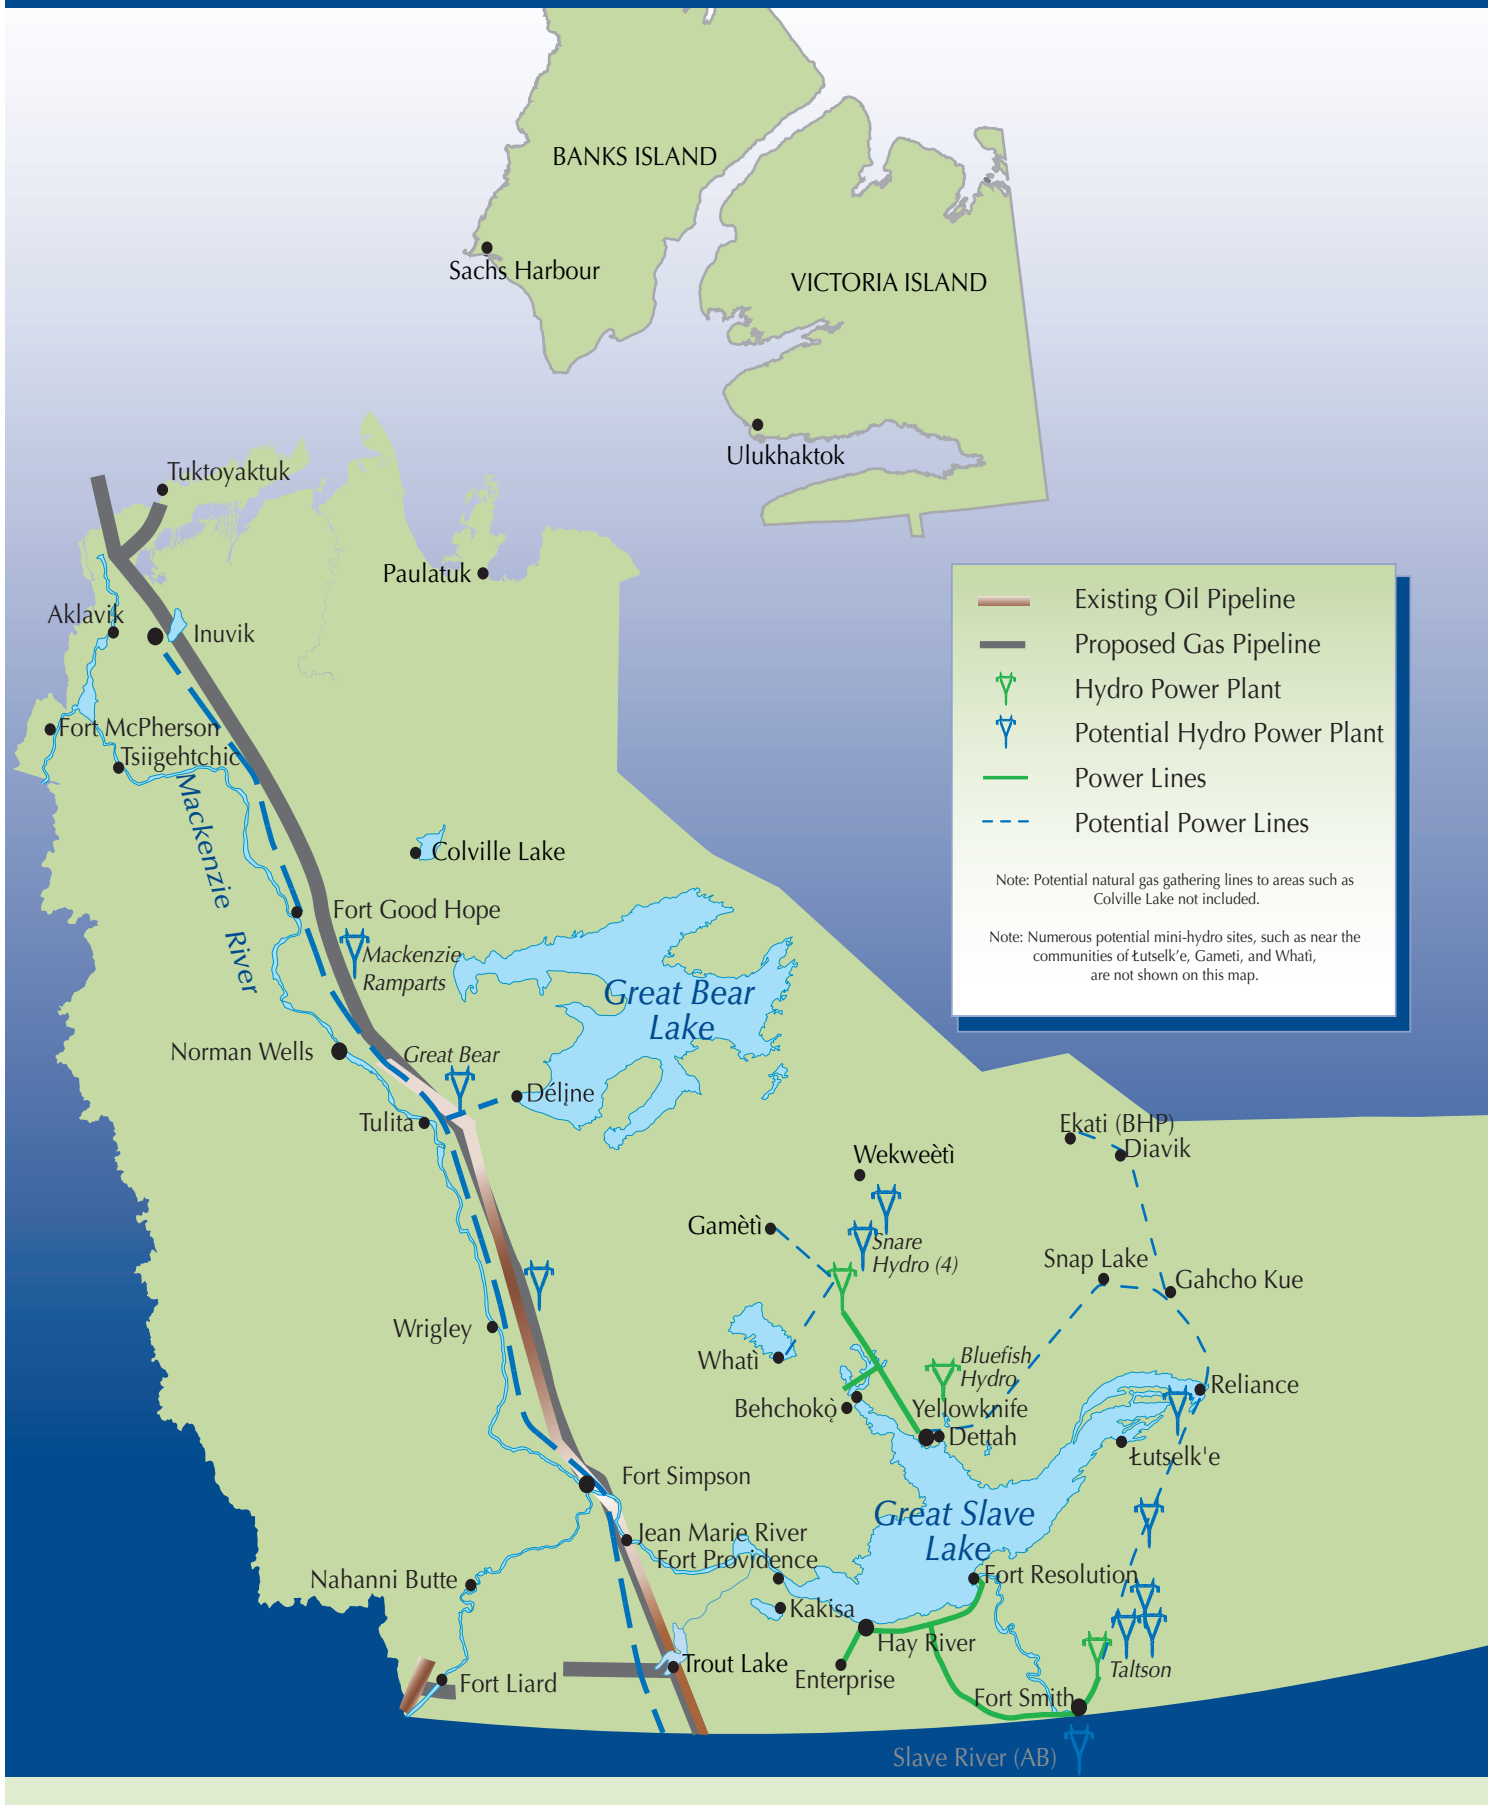 BANKS ISLAND
Sachs Harbour
VICTORIA ISLAND
Ulukhaktok
Tuktoyaktuk
Paulatuk
Aklavik
Inuvik
Fort McPherson
Tsiigehtchic
Mackenzie River
Colville Lake
Fort Good Hope
Mackenzie
Ramparts
Great Bear
Lake
Norman Wells
Great Bear
Délįne
Tulita
Existing Oil Pipeline
Proposed Gas Pipeline
Hydro Power Plant
Potential Hydro Power Plant
Power Lines
Potential Power Lines
Note: Potential natural gas gathering lines to areas such as
Colville Lake not included.
Note: Numerous potential mini-hydro sites, such as near the
communities of Łutselk'e, Gameti, and Whatì,
are not shown on this map.
Ekati (BHP)
Diavik
Wekweètì
Gamètì
Snare
Hydro (4)
Snap Lake
Gahcho Kue
Wrigley
Whatì
Bluefish
Hydro
Reliance
Behchokǫ̀
Yellowknife
Dettah
Łutselk'e
Fort Simpson
Great Slave
Lake
Jean Marie River
Fort Providence
Nahanni Butte
Fort Resolution
Kakisa
Hay River
Trout Lake
Enterprise
Taltson
Fort Liard
Fort Smith
Slave River (AB)